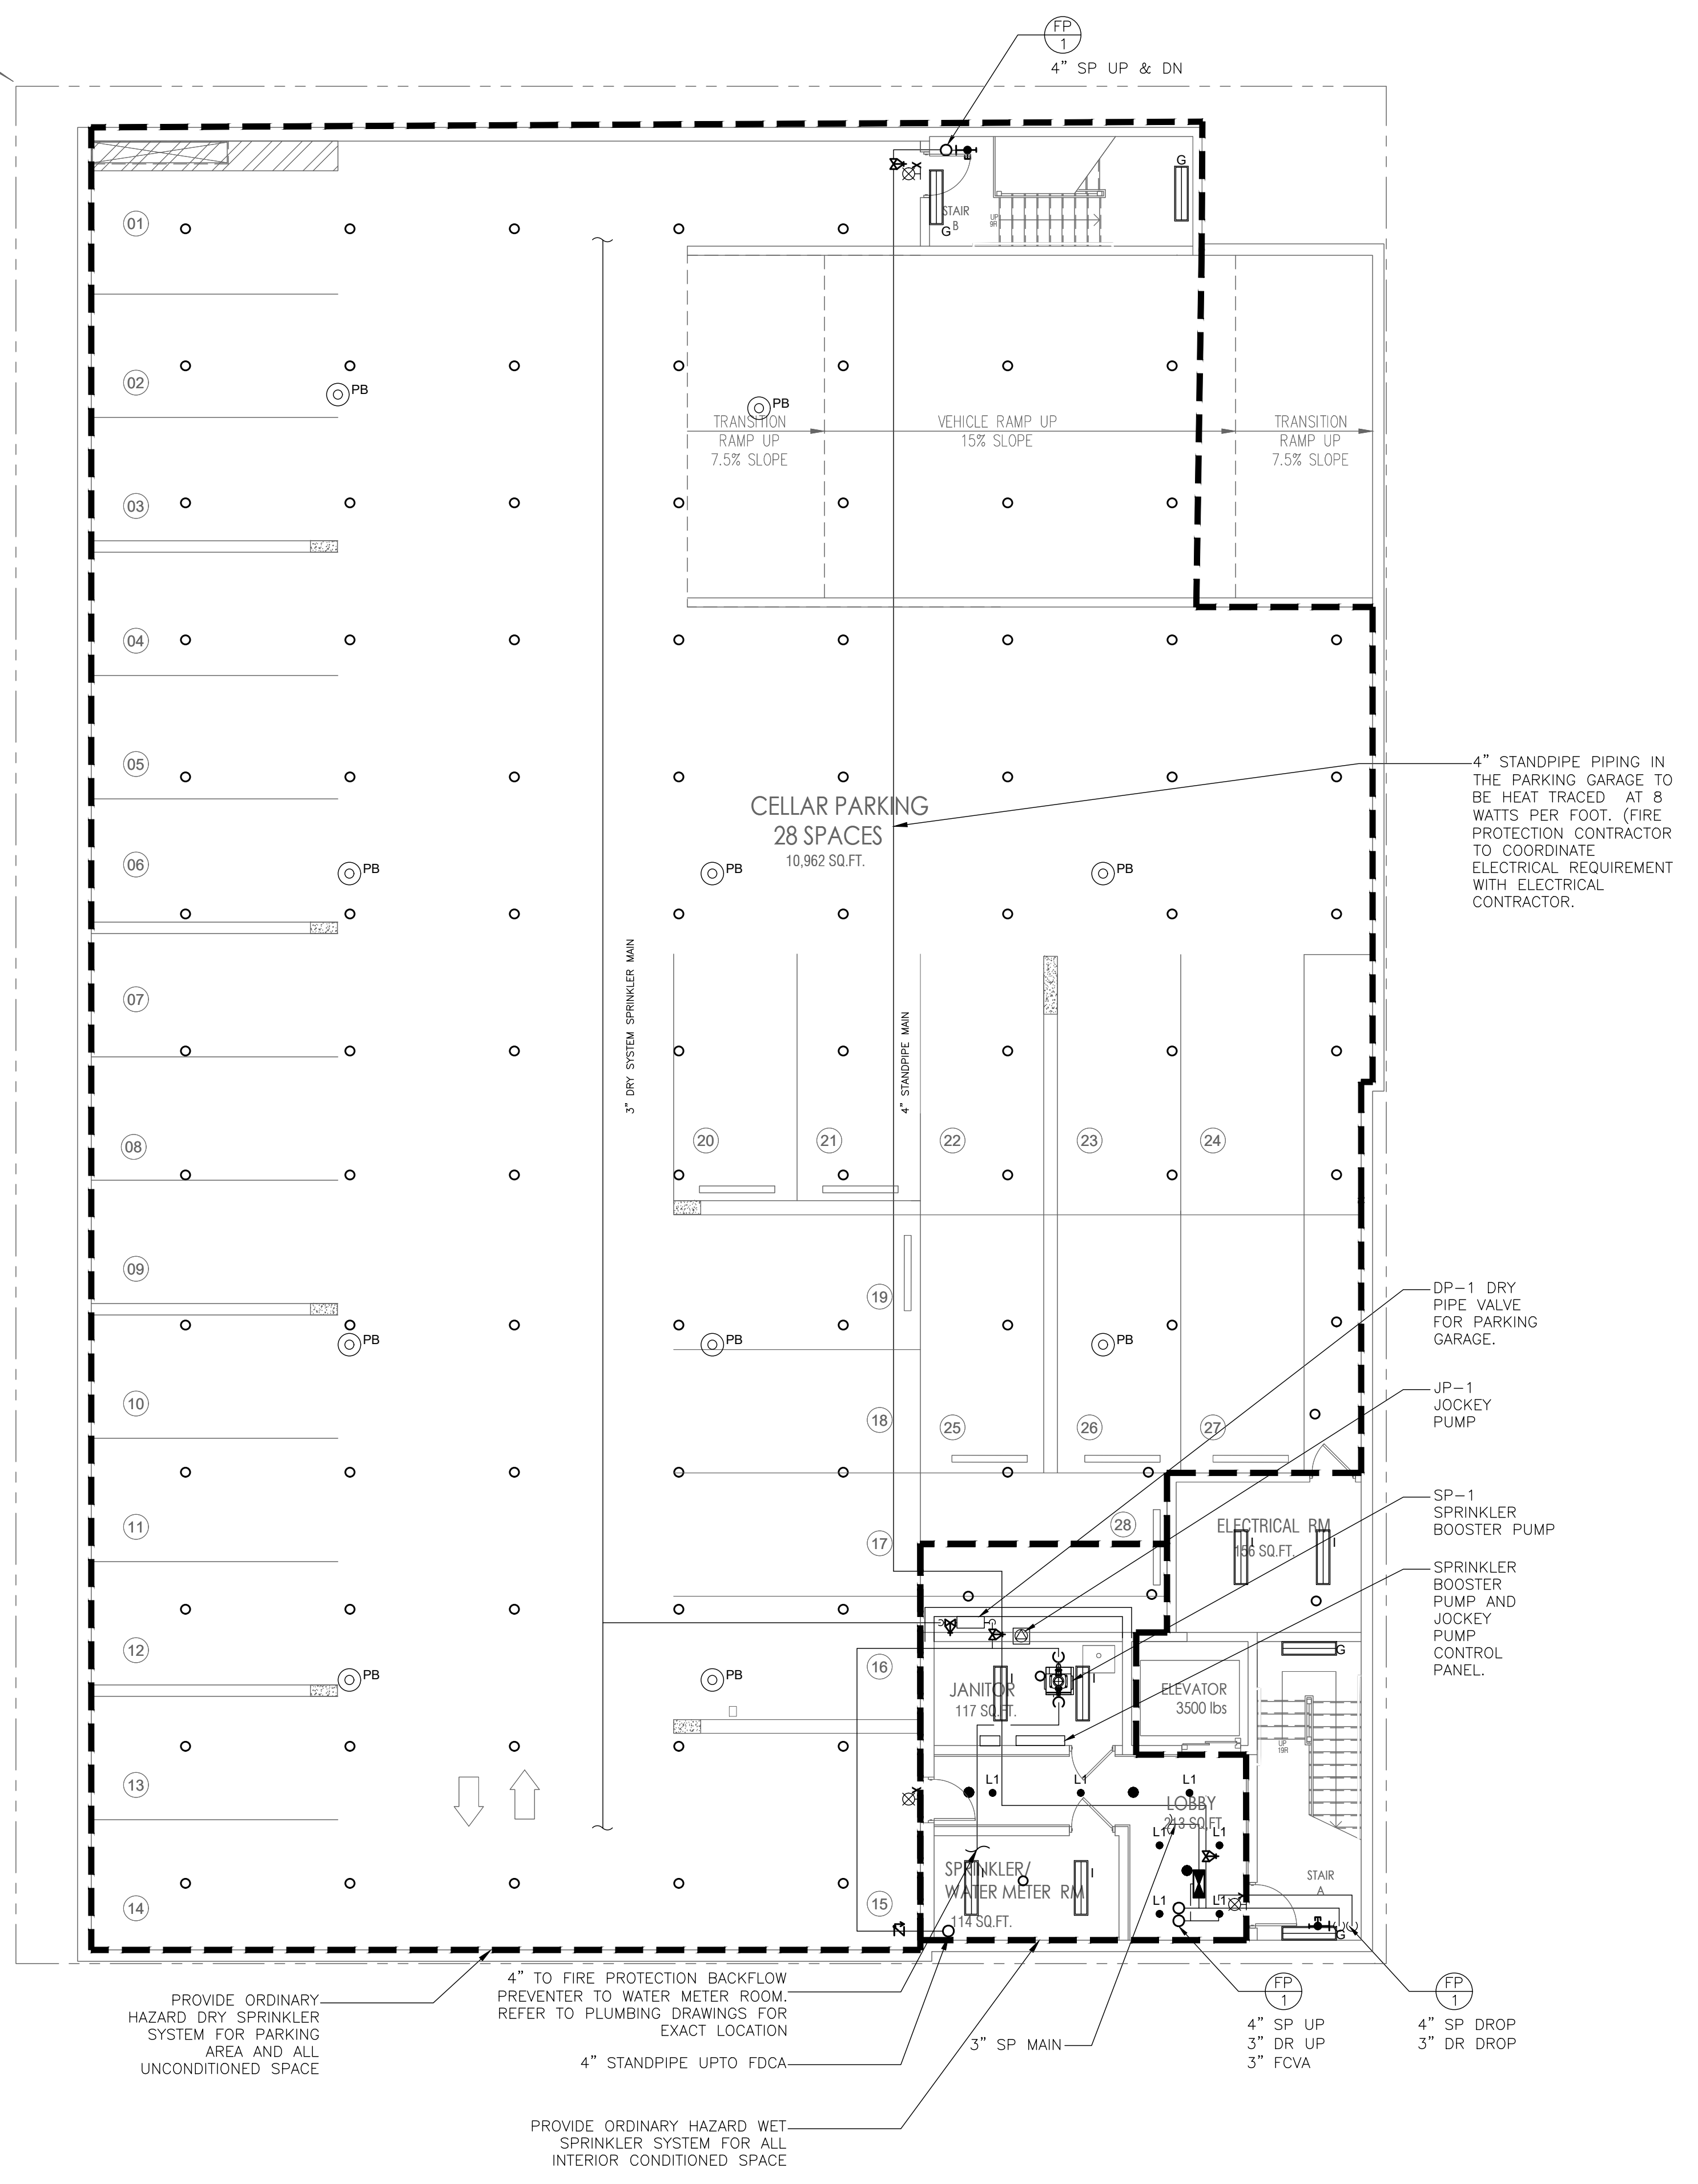 FP
1
4" SP UP & DN
G
STAIR
B
G
UP
9R
01
02
PB
PB
TRANSITION
RAMP UP
7.5% SLOPE
VEHICLE RAMP UP
15% SLOPE
TRANSITION
RAMP UP
7.5% SLOPE
03
04
05
4" STANDPIPE PIPING IN
THE PARKING GARAGE TO
BE HEAT TRACED AT 8
WATTS PER FOOT. (FIRE
PROTECTION CONTRACTOR
TO COORDINATE
ELECTRICAL REQUIREMENT
WITH ELECTRICAL
CONTRACTOR.
CELLAR PARKING
28 SPACES
10,962 SQ.FT.
06
PB
PB
PB
07
3" DRY SYSTEM SPRINKLER MAIN
4" STANDPIPE MAIN
08
20
21
22
23
24
09
19
DP-1 DRY
PIPE VALVE
FOR PARKING
GARAGE.
PB
PB
PB
10
18
25
26
27
JP-1
JOCKEY
PUMP
11
17
28
ELECTRICAL RM
156 SQ.FT.
I
I
SP-1
SPRINKLER
BOOSTER PUMP
SPRINKLER
BOOSTER
PUMP AND
JOCKEY
PUMP
CONTROL
PANEL.
12
PB
PB
16
JANITOR
117 SQ.FT.
I
I
ELEVATOR
3500 lbs
G
UP
19R
13
L1
L1
L1
LOBBY
213 SQ.FT.
L1
L1
14
15
SPRINKLER/
WATER METER RM
114 SQ.FT.
I
I
L1
L1
STAIR
A
G
PROVIDE ORDINARY
HAZARD DRY SPRINKLER
SYSTEM FOR PARKING
AREA AND ALL
UNCONDITIONED SPACE
4" TO FIRE PROTECTION BACKFLOW
PREVENTER TO WATER METER ROOM.
REFER TO PLUMBING DRAWINGS FOR
EXACT LOCATION
4" STANDPIPE UPTO FDCA
3" SP MAIN
FP
1
4" SP UP
3" DR UP
3" FCVA
FP
1
4" SP DROP
3" DR DROP
PROVIDE ORDINARY HAZARD WET
SPRINKLER SYSTEM FOR ALL
INTERIOR CONDITIONED SPACE